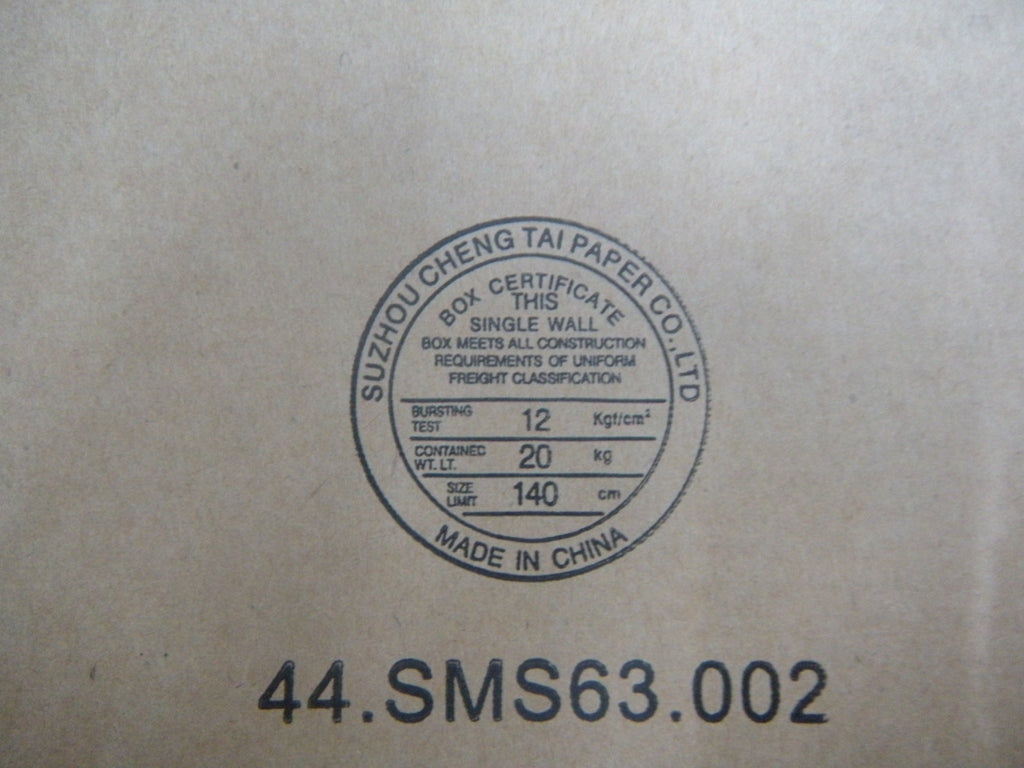 SUZHOU CHENG TAI PAPER CO.,LTD
BOX CERTIFICATE
THIS
SINGLE WALL
BOX MEETS ALL CONSTRUCTION
REQUIREMENTS OF UNIFORM
FREIGHT CLASSIFICATION
BURSTING TEST 12 Kgf/cm²
CONTAINED WT. LT. 20 kg
SIZE LIMIT 140 cm
MADE IN CHINA
44.SMS63.002